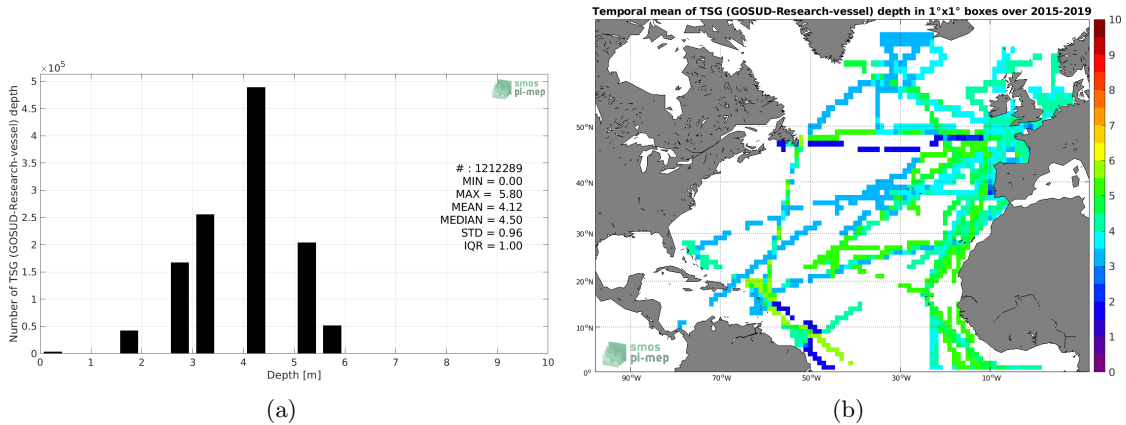 ×10⁵
5
4.5
4
3.5
3
2.5
2
1.5
1
0.5
0
Number of TSG (GOSUD-Research-vessel) depth
smos
pi-mep
# : 1212289
MIN = 0.00
MAX = 5.80
MEAN = 4.12
MEDIAN = 4.50
STD = 0.96
IQR = 1.00
0 1 2 3 4 5 6 7 8 9 10
Depth [m]
(a)
Temporal mean of TSG (GOSUD-Research-vessel) depth in 1°x1° boxes over 2015-2019
50°N
40°N
30°N
20°N
10°N
0°
smos
pi-mep
90°W 70°W 50°W 30°W 10°W
10
9
8
7
6
5
4
3
2
1
0
(b)